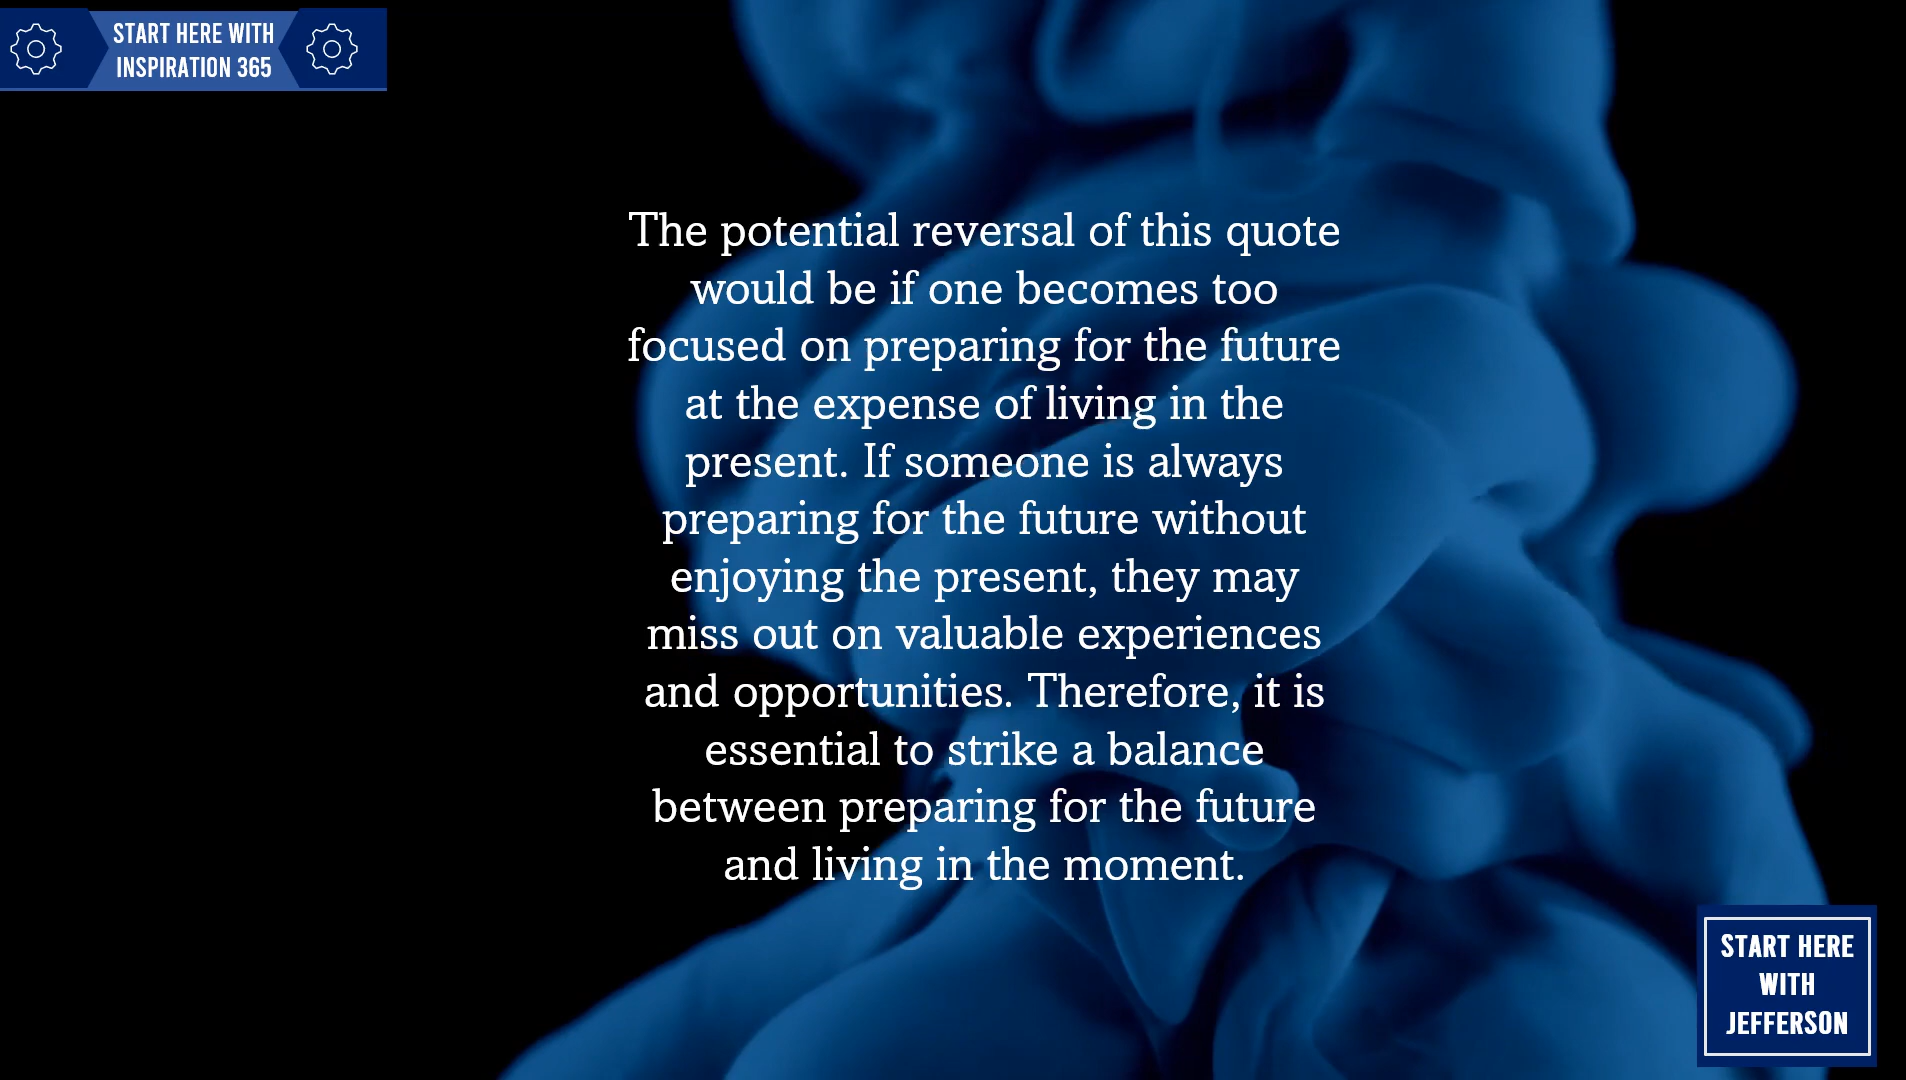 START HERE WITH
INSPIRATION 365
The potential reversal of this quote
would be if one becomes too
focused on preparing for the future
at the expense of living in the
present. If someone is always
preparing for the future without
enjoying the present, they may
miss out on valuable experiences
and opportunities. Therefore, it is
essential to strike a balance
between preparing for the future
and living in the moment.
START HERE
WITH
JEFFERSON